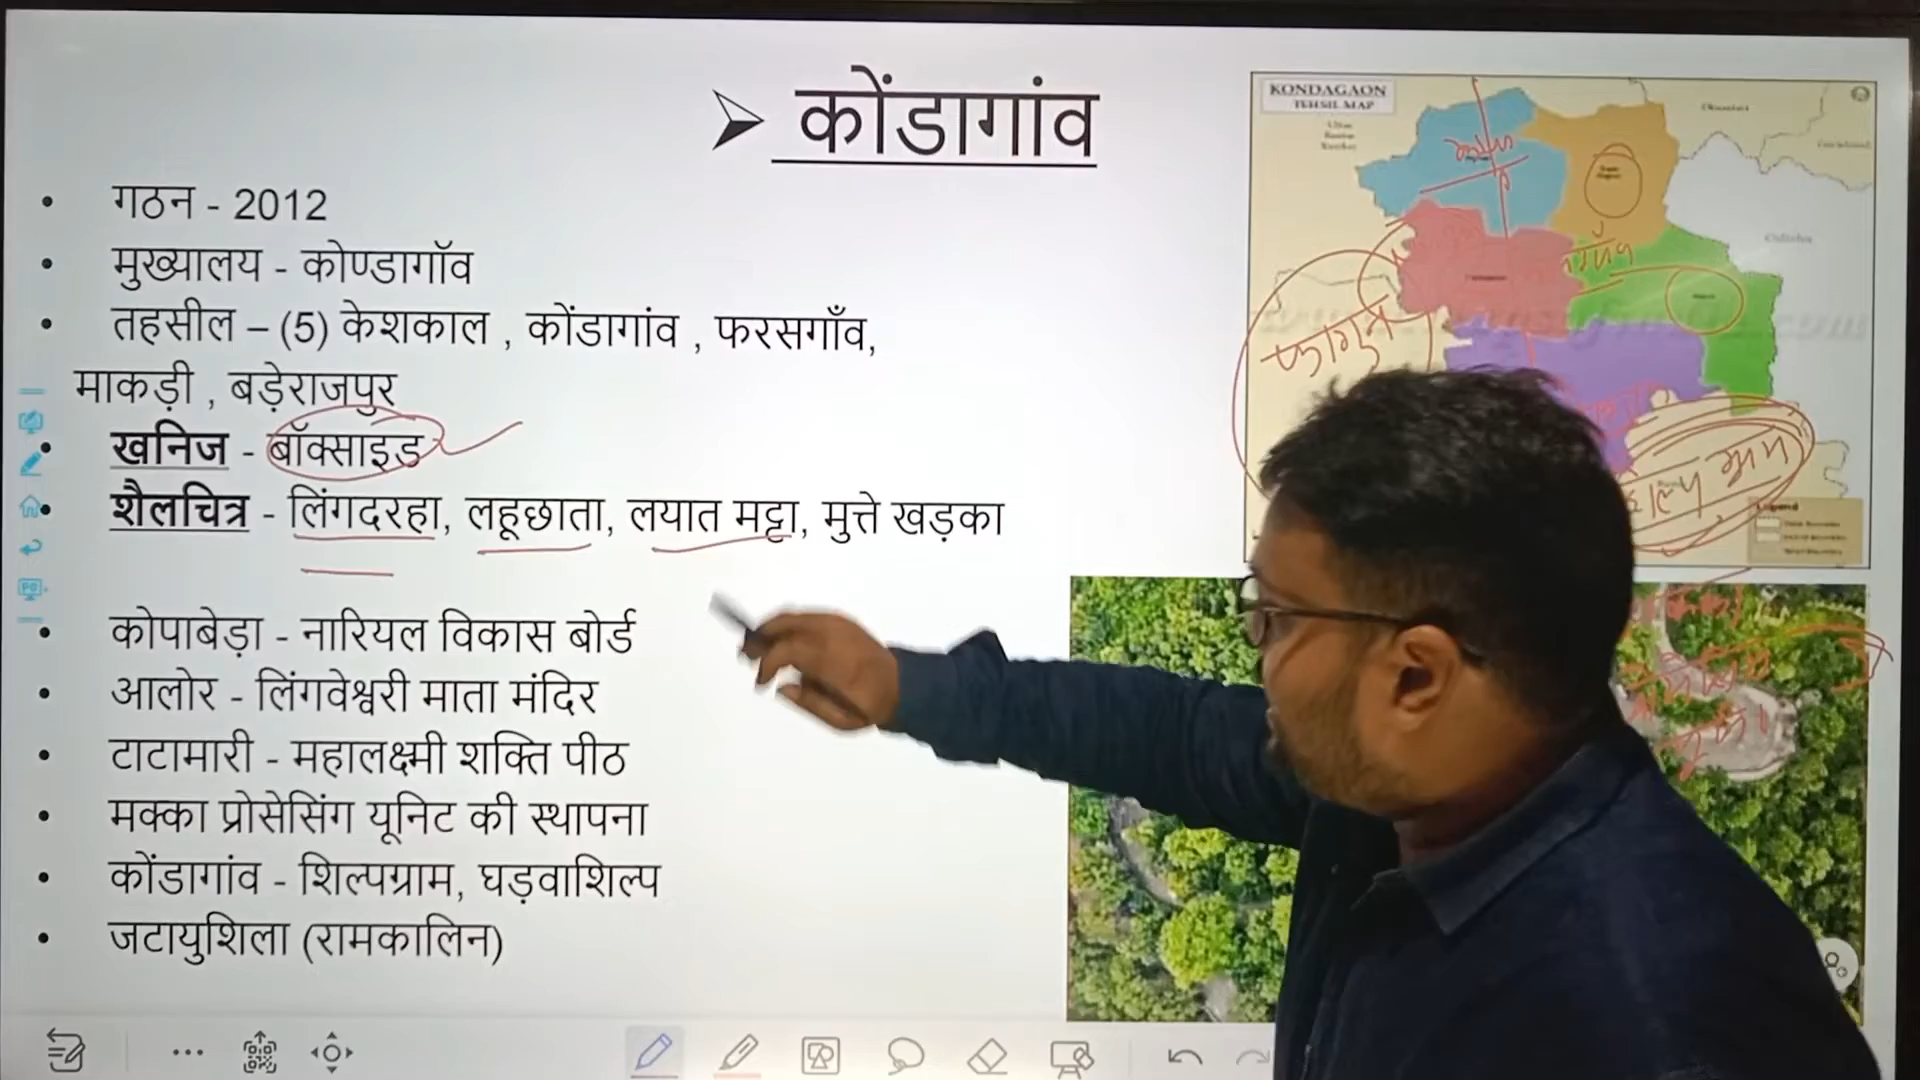 ➢ कोंडागांव
• गठन - 2012
• मुख्यालय - कोण्डागॉव
• तहसील – (5) केशकाल , कोंडागांव , फरसगाँव,
माकड़ी , बड़ेराजपुर
• खनिज - बॉक्साइड
• शैलचित्र - लिंगदरहा, लहूछाता, लयात मट्टा, मुत्ते खड़का
• कोपाबेड़ा - नारियल विकास बोर्ड
• आलोर - लिंगवेश्वरी माता मंदिर
• टाटामारी - महालक्ष्मी शक्ति पीठ
• मक्का प्रोसेसिंग यूनिट की स्थापना
• कोंडागांव - शिल्पग्राम, घड़वाशिल्प
• जटायुशिला (रामकालिन)
KONDAGAON
TEHSIL MAP